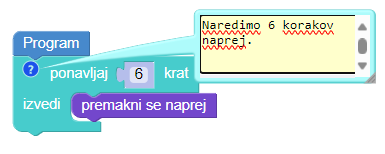 Program
Naredimo 6 korakov
naprej.
? ponavljaj 6 krat
izvedi premakni se naprej